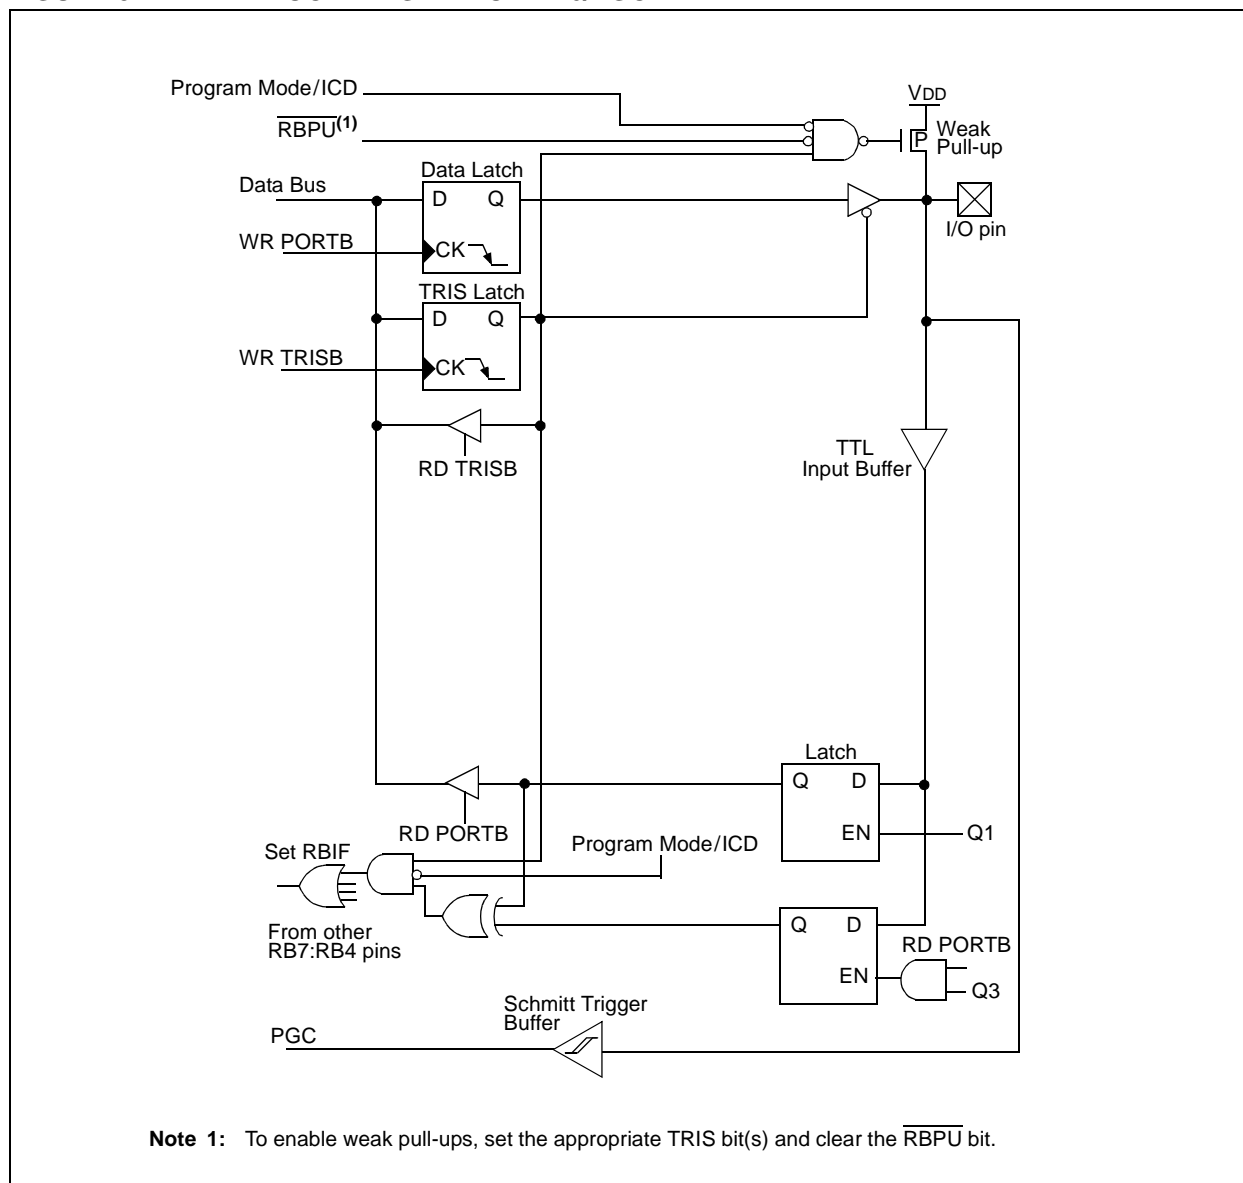 Program Mode/ICD
RBPU(1)
VDD
P
Weak
Pull-up
Data Latch
Data Bus
D Q
I/O pin
WR PORTB
CK
TRIS Latch
D Q
WR TRISB
CK
RD TRISB
TTL
Input Buffer
Latch
Q D
EN
Q1
RD PORTB
Program Mode/ICD
Set RBIF
From other
RB7:RB4 pins
Q D
RD PORTB
EN
Q3
Schmitt Trigger
Buffer
PGC
Note 1: To enable weak pull-ups, set the appropriate TRIS bit(s) and clear the RBPU bit.